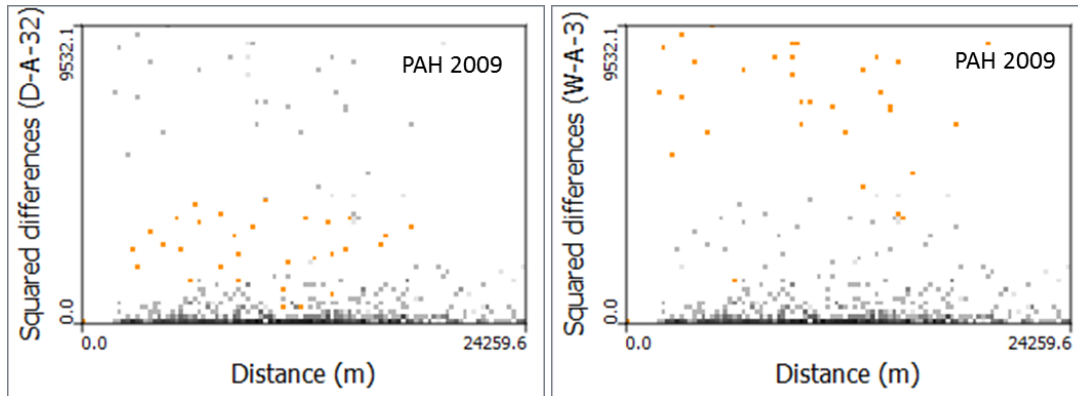 Squared differences (D-A-32)
9532.1
0.0
PAH 2009
0.0
24259.6
Distance (m)
Squared differences (W-A-3)
9532.1
0.0
PAH 2009
0.0
24259.6
Distance (m)